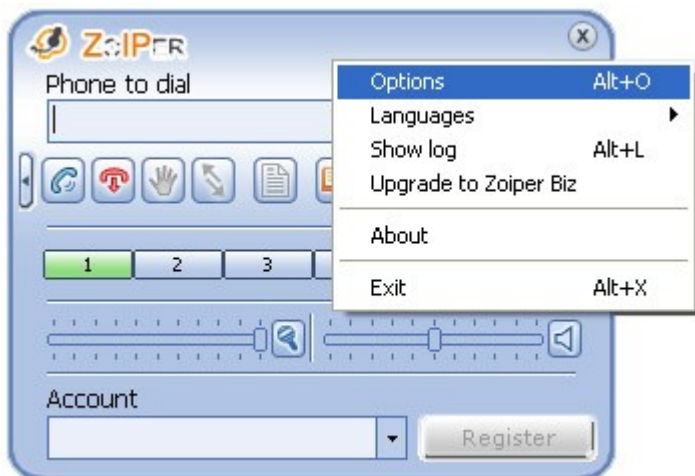 ZoIPER
Phone to dial
Options Alt+O
Languages
Show log Alt+L
Upgrade to Zoiper Biz
About
Exit Alt+X
1 2 3
Account
Register